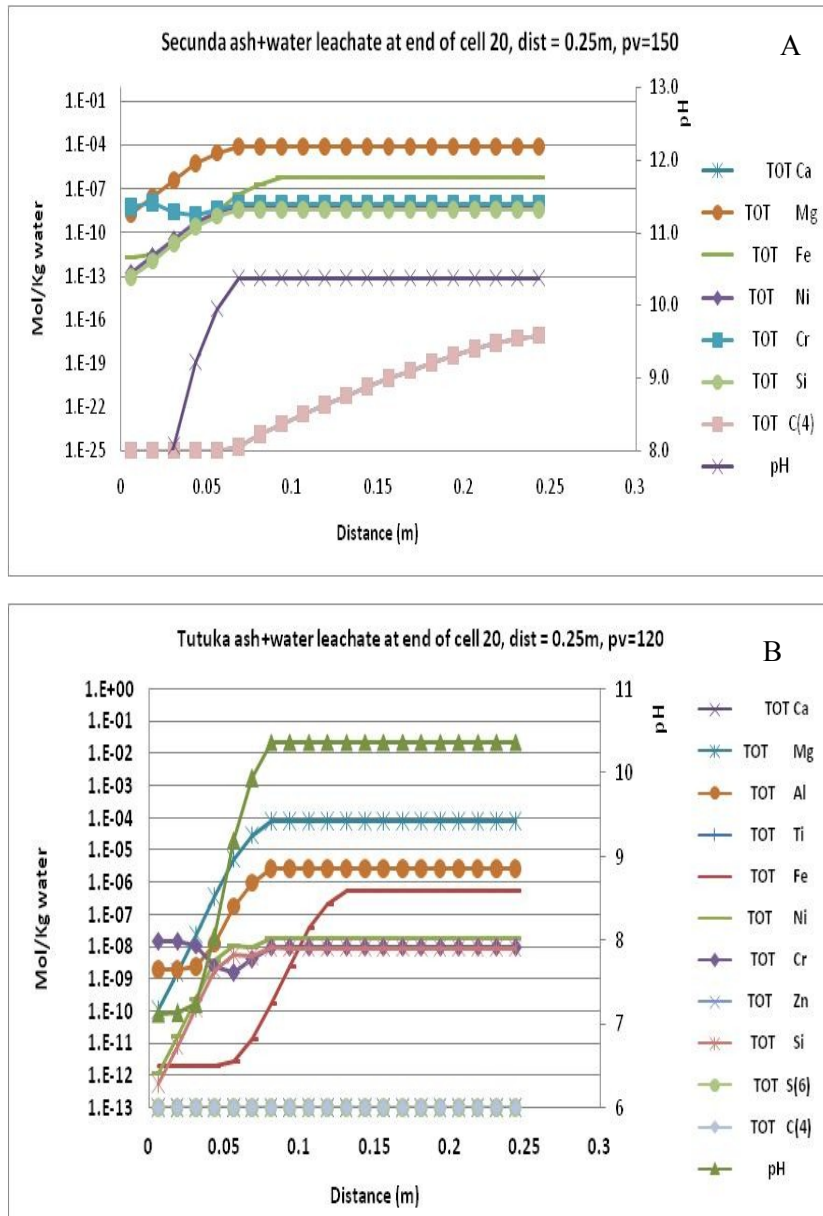 Secunda ash+water leachate at end of cell 20, dist = 0.25m, pv=150
A
1.E-01
1.E-04
1.E-07
1.E-10
1.E-13
1.E-16
1.E-19
1.E-22
1.E-25
Mol/Kg water
13.0
12.0
11.0
10.0
9.0
8.0
pH
0 0.05 0.1 0.15 0.2 0.25 0.3
Distance (m)
TOT Ca
TOT Mg
TOT Fe
TOT Ni
TOT Cr
TOT Si
TOT C(4)
pH
Tutuka ash+water leachate at end of cell 20, dist = 0.25m, pv=120
B
1.E+00
1.E-01
1.E-02
1.E-03
1.E-04
1.E-05
1.E-06
1.E-07
1.E-08
1.E-09
1.E-10
1.E-11
1.E-12
1.E-13
Mol/Kg water
11
10
9
8
7
6
pH
0 0.05 0.1 0.15 0.2 0.25 0.3
Distance (m)
TOT Ca
TOT Mg
TOT Al
TOT Ti
TOT Fe
TOT Ni
TOT Cr
TOT Zn
TOT Si
TOT S(6)
TOT C(4)
pH